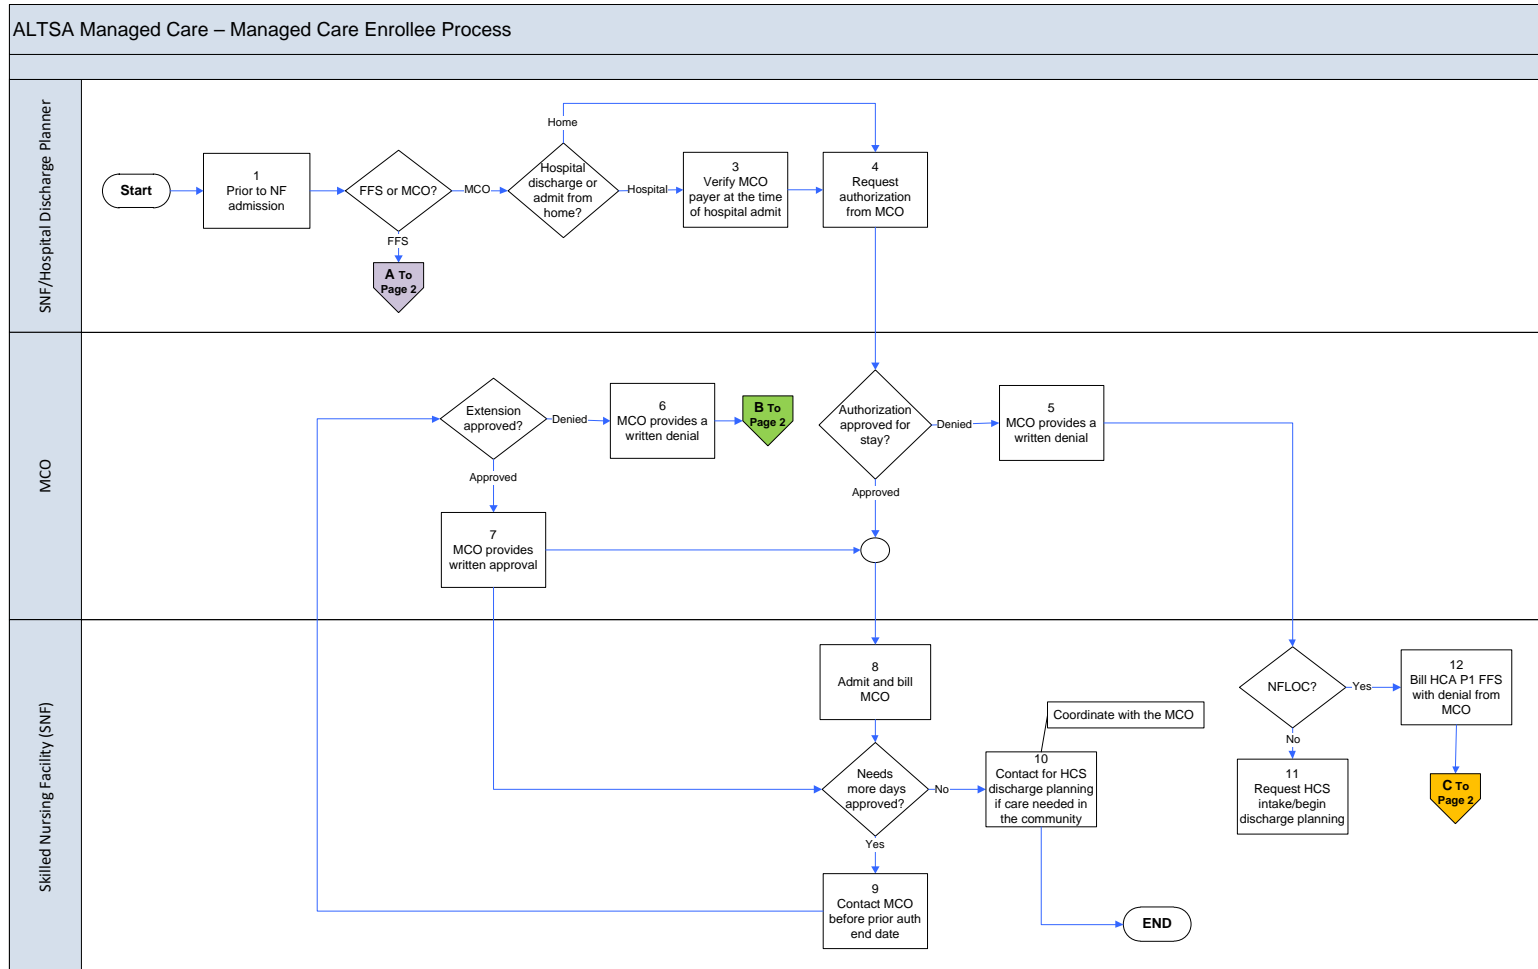 ALTSA Managed Care – Managed Care Enrollee Process
SNF/Hospital Discharge Planner
Start
1
Prior to NF
admission
FFS or MCO?
MCO
FFS
A To
Page 2
Hospital
discharge or
admit from
home?
Home
Hospital
3
Verify MCO
payer at the time
of hospital admit
4
Request
authorization
from MCO
MCO
Extension
approved?
Denied
Approved
6
MCO provides a
written denial
B To
Page 2
7
MCO provides
written approval
Authorization
approved for
stay?
Denied
Approved
5
MCO provides a
written denial
Skilled Nursing Facility (SNF)
8
Admit and bill
MCO
Needs
more days
approved?
No
Yes
9
Contact MCO
before prior auth
end date
Coordinate with the MCO
10
Contact for HCS
discharge planning
if care needed in
the community
END
NFLOC?
Yes
No
11
Request HCS
intake/begin
discharge planning
12
Bill HCA P1 FFS
with denial from
MCO
C To
Page 2